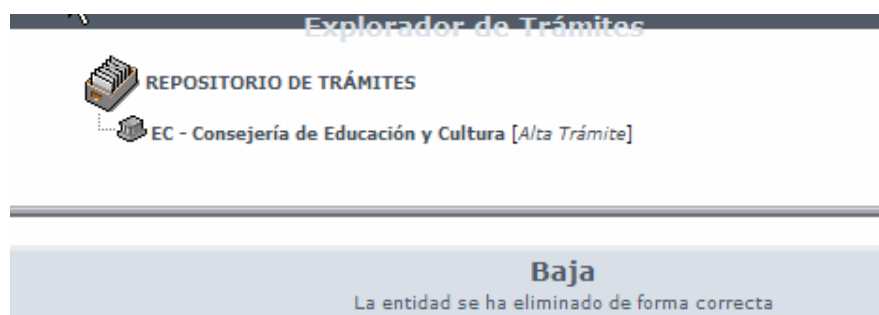 Explorador de Trámites
REPOSITORIO DE TRÁMITES
EC - Consejería de Educación y Cultura [Alta Trámite]
Baja
La entidad se ha eliminado de forma correcta